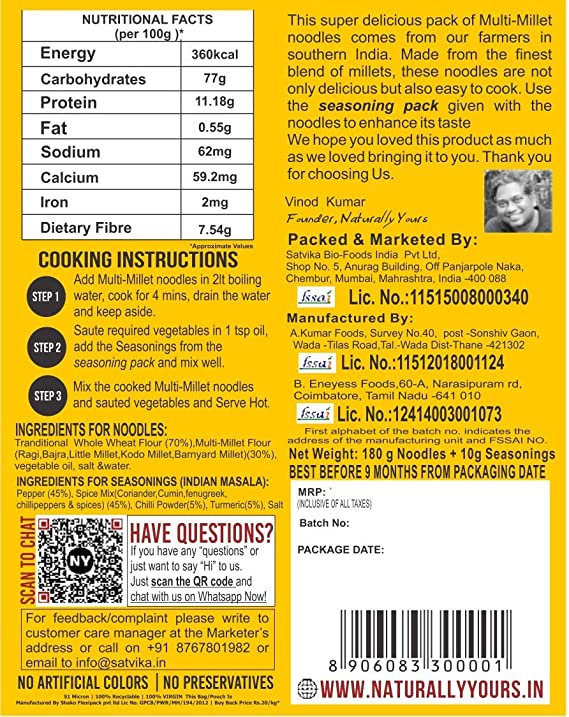 NUTRITIONAL FACTS
(per 100g )*
Energy 360kcal
Carbohydrates 77g
Protein 11.18g
Fat 0.55g
Sodium 62mg
Calcium 59.2mg
Iron 2mg
Dietary Fibre 7.54g
*Approximate Values
COOKING INSTRUCTIONS
STEP 1
Add Multi-Millet noodles in 2lt boiling
water, cook for 4 mins, drain the water
and keep aside.
STEP 2
Saute required vegetables in 1 tsp oil,
add the Seasonings from the
seasoning pack and mix well.
STEP 3
Mix the cooked Multi-Millet noodles
and sauted vegetables and Serve Hot.
INGREDIENTS FOR NOODLES:
Tranditional Whole Wheat Flour (70%),Multi-Millet Flour
(Ragi,Bajra,Little Millet,Kodo Millet,Barnyard Millet)(30%),
vegetable oil, salt &water.
INGREDIENTS FOR SEASONINGS (INDIAN MASALA):
Pepper (45%), Spice Mix(Coriander,Cumin,fenugreek,
chillipeppers & spices) (45%), Chilli Powder(5%), Turmeric(5%), Salt
SCAN TO CHAT
NY
HAVE QUESTIONS?
If you have any "questions" or
just want to say "Hi" to us.
Just scan the QR code and
chat with us on Whatsapp Now!
For feedback/complaint please write to
customer care manager at the Marketer's
address or call on +91 8767801982 or
email to info@satvika.in
NO ARTIFICIAL COLORS | NO PRESERVATIVES
51 Micron | 100% Recyclable | 100% VIRGIN This Bag/Pouch Is
Manufactured By Shako Flexipack pvt ltd Lic No. GPCB/PWR/MH/194/2012 | Buy Back Price Rs.20/kg*
This super delicious pack of Multi-Millet
noodles comes from our farmers in
southern India. Made from the finest
blend of millets, these noodles are not
only delicious but also easy to cook. Use
the seasoning pack given with the
noodles to enhance its taste
We hope you loved this product as much
as we loved bringing it to you. Thank you
for choosing Us.
Vinod Kumar
Founder, Naturally Yours
Packed & Marketed By:
Satvika Bio-Foods India Pvt Ltd,
Shop No. 5, Anurag Building, Off Panjarpole Naka,
Chembur, Mumbai, Mahrashtra, India -400 088
fssai Lic. No.:11515008000340
Manufactured By:
A.Kumar Foods, Survey No.40, post -Sonshiv Gaon,
Wada -Tilas Road,Tal.-Wada Dist-Thane -421302
fssai Lic. No.:11512018001124
B. Eneyess Foods,60-A, Narasipuram rd,
Coimbatore, Tamil Nadu -641 010
fssai Lic. No.:12414003001073
First alphabet of the batch no. indicates the
address of the manufacturing unit and FSSAI NO.
Net Weight: 180 g Noodles + 10g Seasonings
BEST BEFORE 9 MONTHS FROM PACKAGING DATE
MRP: `
(INCLUSIVE OF ALL TAXES)
Batch No:
PACKAGE DATE:
8 906083 300001
WWW.NATURALLYYOURS.IN